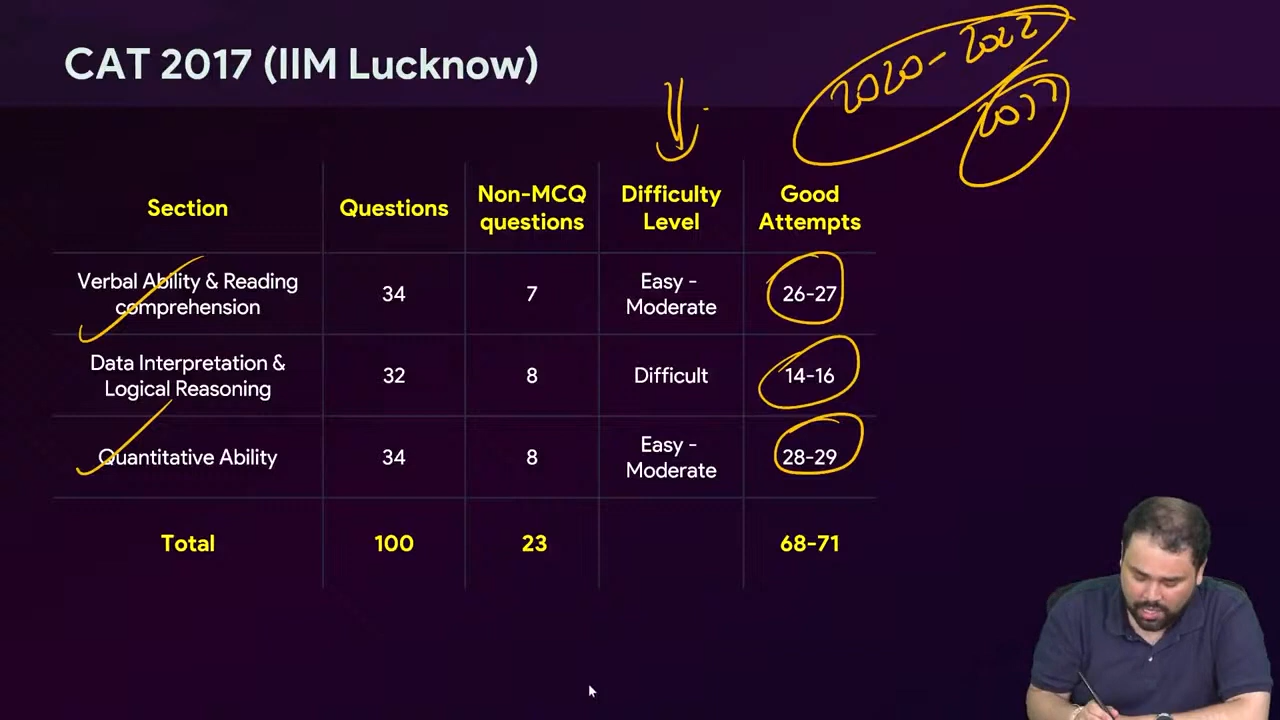 CAT 2017 (IIM Lucknow)
2020 - 2022
2017
Section
Questions
Non-MCQ
questions
Difficulty
Level
Good
Attempts
Verbal Ability & Reading
comprehension
34
7
Easy -
Moderate
26-27
Data Interpretation &
Logical Reasoning
32
8
Difficult
14-16
Quantitative Ability
34
8
Easy -
Moderate
28-29
Total
100
23
68-71